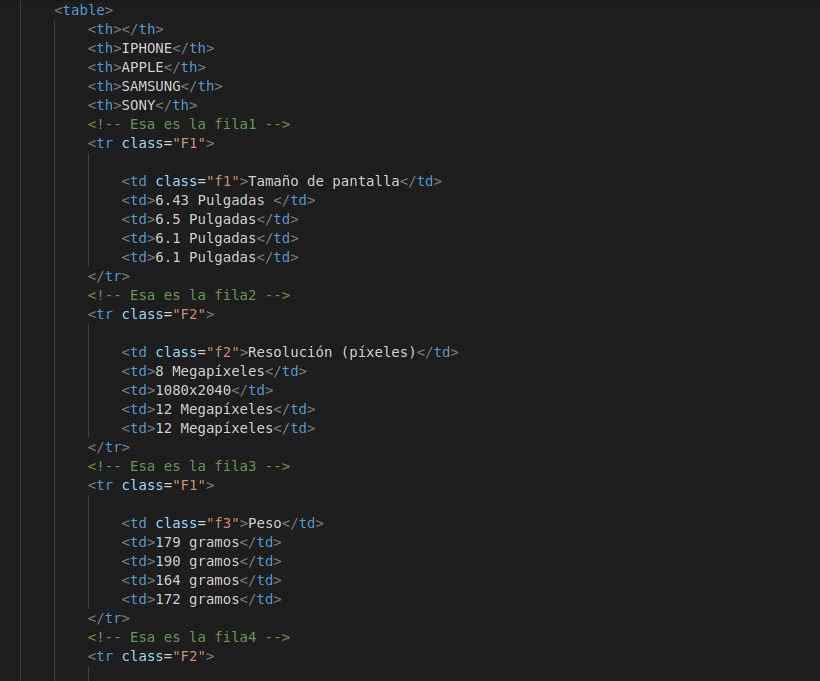 <table>
<th></th>
<th>IPHONE</th>
<th>APPLE</th>
<th>SAMSUNG</th>
<th>SONY</th>
<!-- Esa es la fila1 -->
<tr class="F1">
<td class="f1">Tamaño de pantalla</td>
<td>6.43 Pulgadas </td>
<td>6.5 Pulgadas</td>
<td>6.1 Pulgadas</td>
<td>6.1 Pulgadas</td>
</tr>
<!-- Esa es la fila2 -->
<tr class="F2">
<td class="f2">Resolución (píxeles)</td>
<td>8 Megapíxeles</td>
<td>1080x2040</td>
<td>12 Megapíxeles</td>
<td>12 Megapíxeles</td>
</tr>
<!-- Esa es la fila3 -->
<tr class="F1">
<td class="f3">Peso</td>
<td>179 gramos</td>
<td>190 gramos</td>
<td>164 gramos</td>
<td>172 gramos</td>
</tr>
<!-- Esa es la fila4 -->
<tr class="F2">